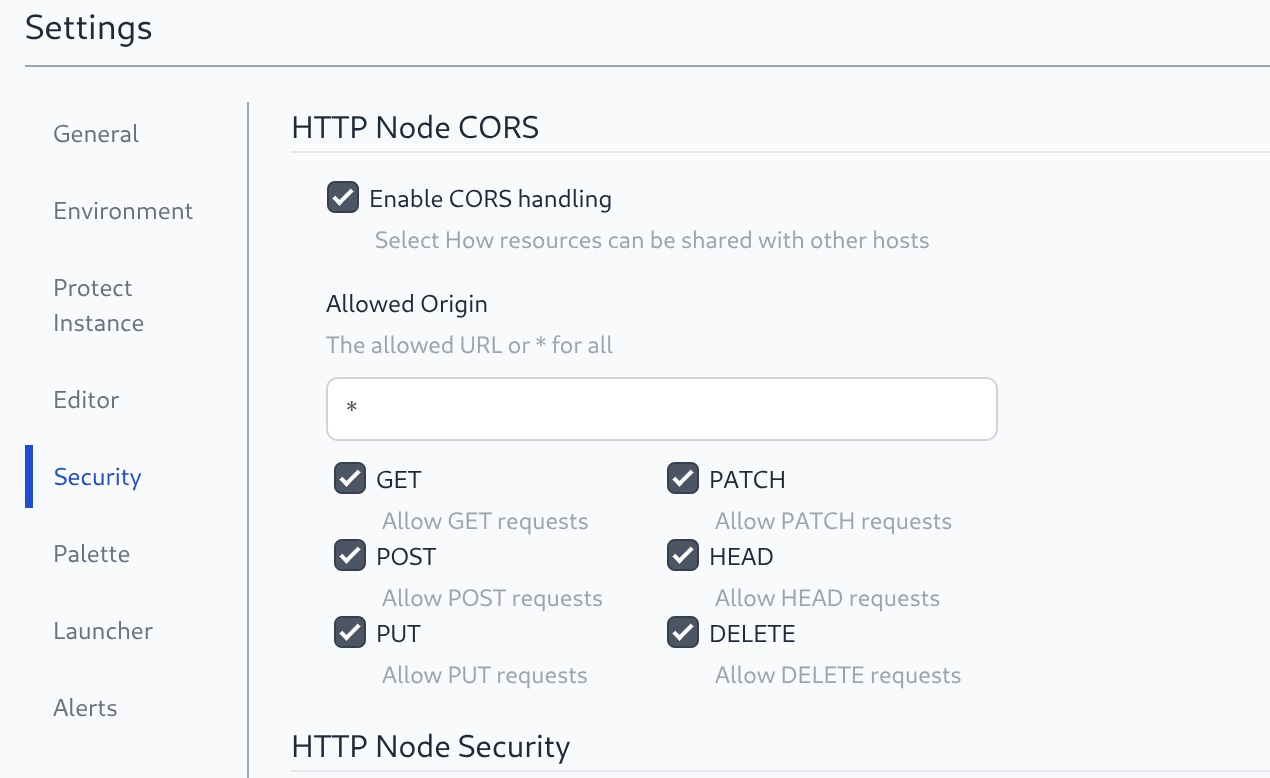 Settings
General
Environment
Protect
Instance
Editor
Security
Palette
Launcher
Alerts
HTTP Node CORS
Enable CORS handling
Select How resources can be shared with other hosts
Allowed Origin
The allowed URL or * for all
*
GET
Allow GET requests
PATCH
Allow PATCH requests
POST
Allow POST requests
HEAD
Allow HEAD requests
PUT
Allow PUT requests
DELETE
Allow DELETE requests
HTTP Node Security